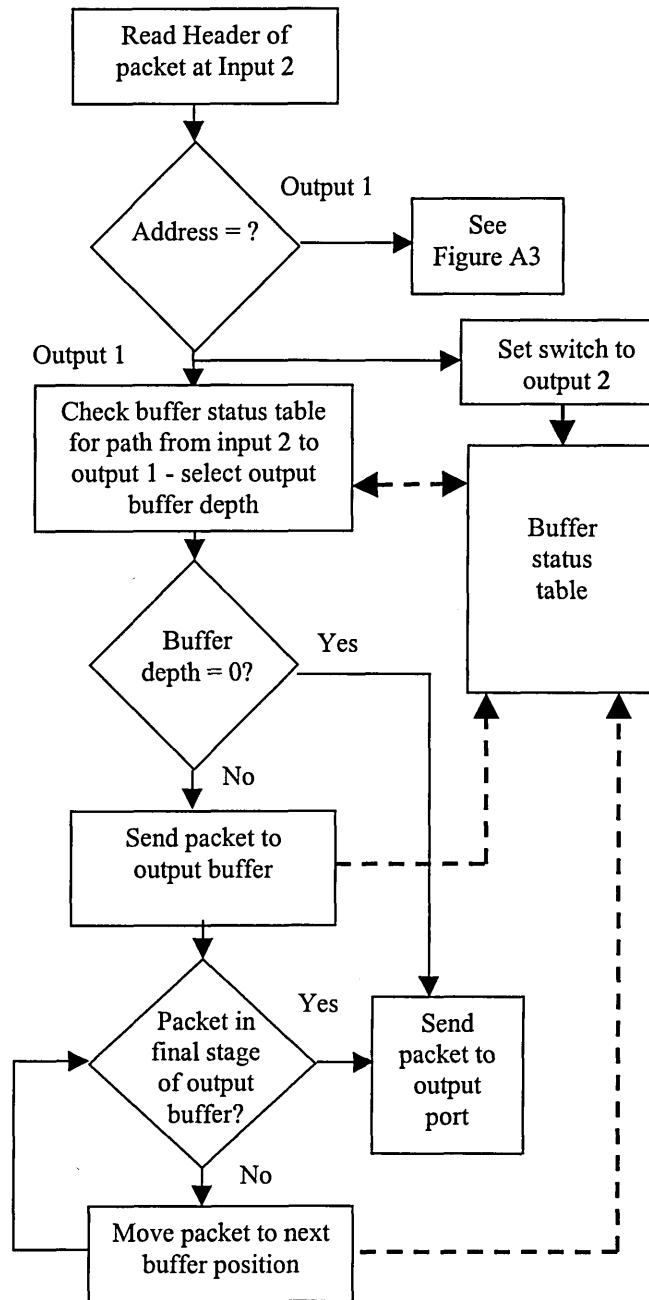 Read Header of
packet at Input 2
Output 1
Address = ?
See
Figure A3
Output 1
Set switch to
output 2
Check buffer status table
for path from input 2 to
output 1 - select output
buffer depth
Buffer
status
table
Buffer
depth = 0?
Yes
No
Send packet to
output buffer
Yes
Packet in
final stage
of output
buffer?
Send
packet to
output
port
No
Move packet to next
buffer position